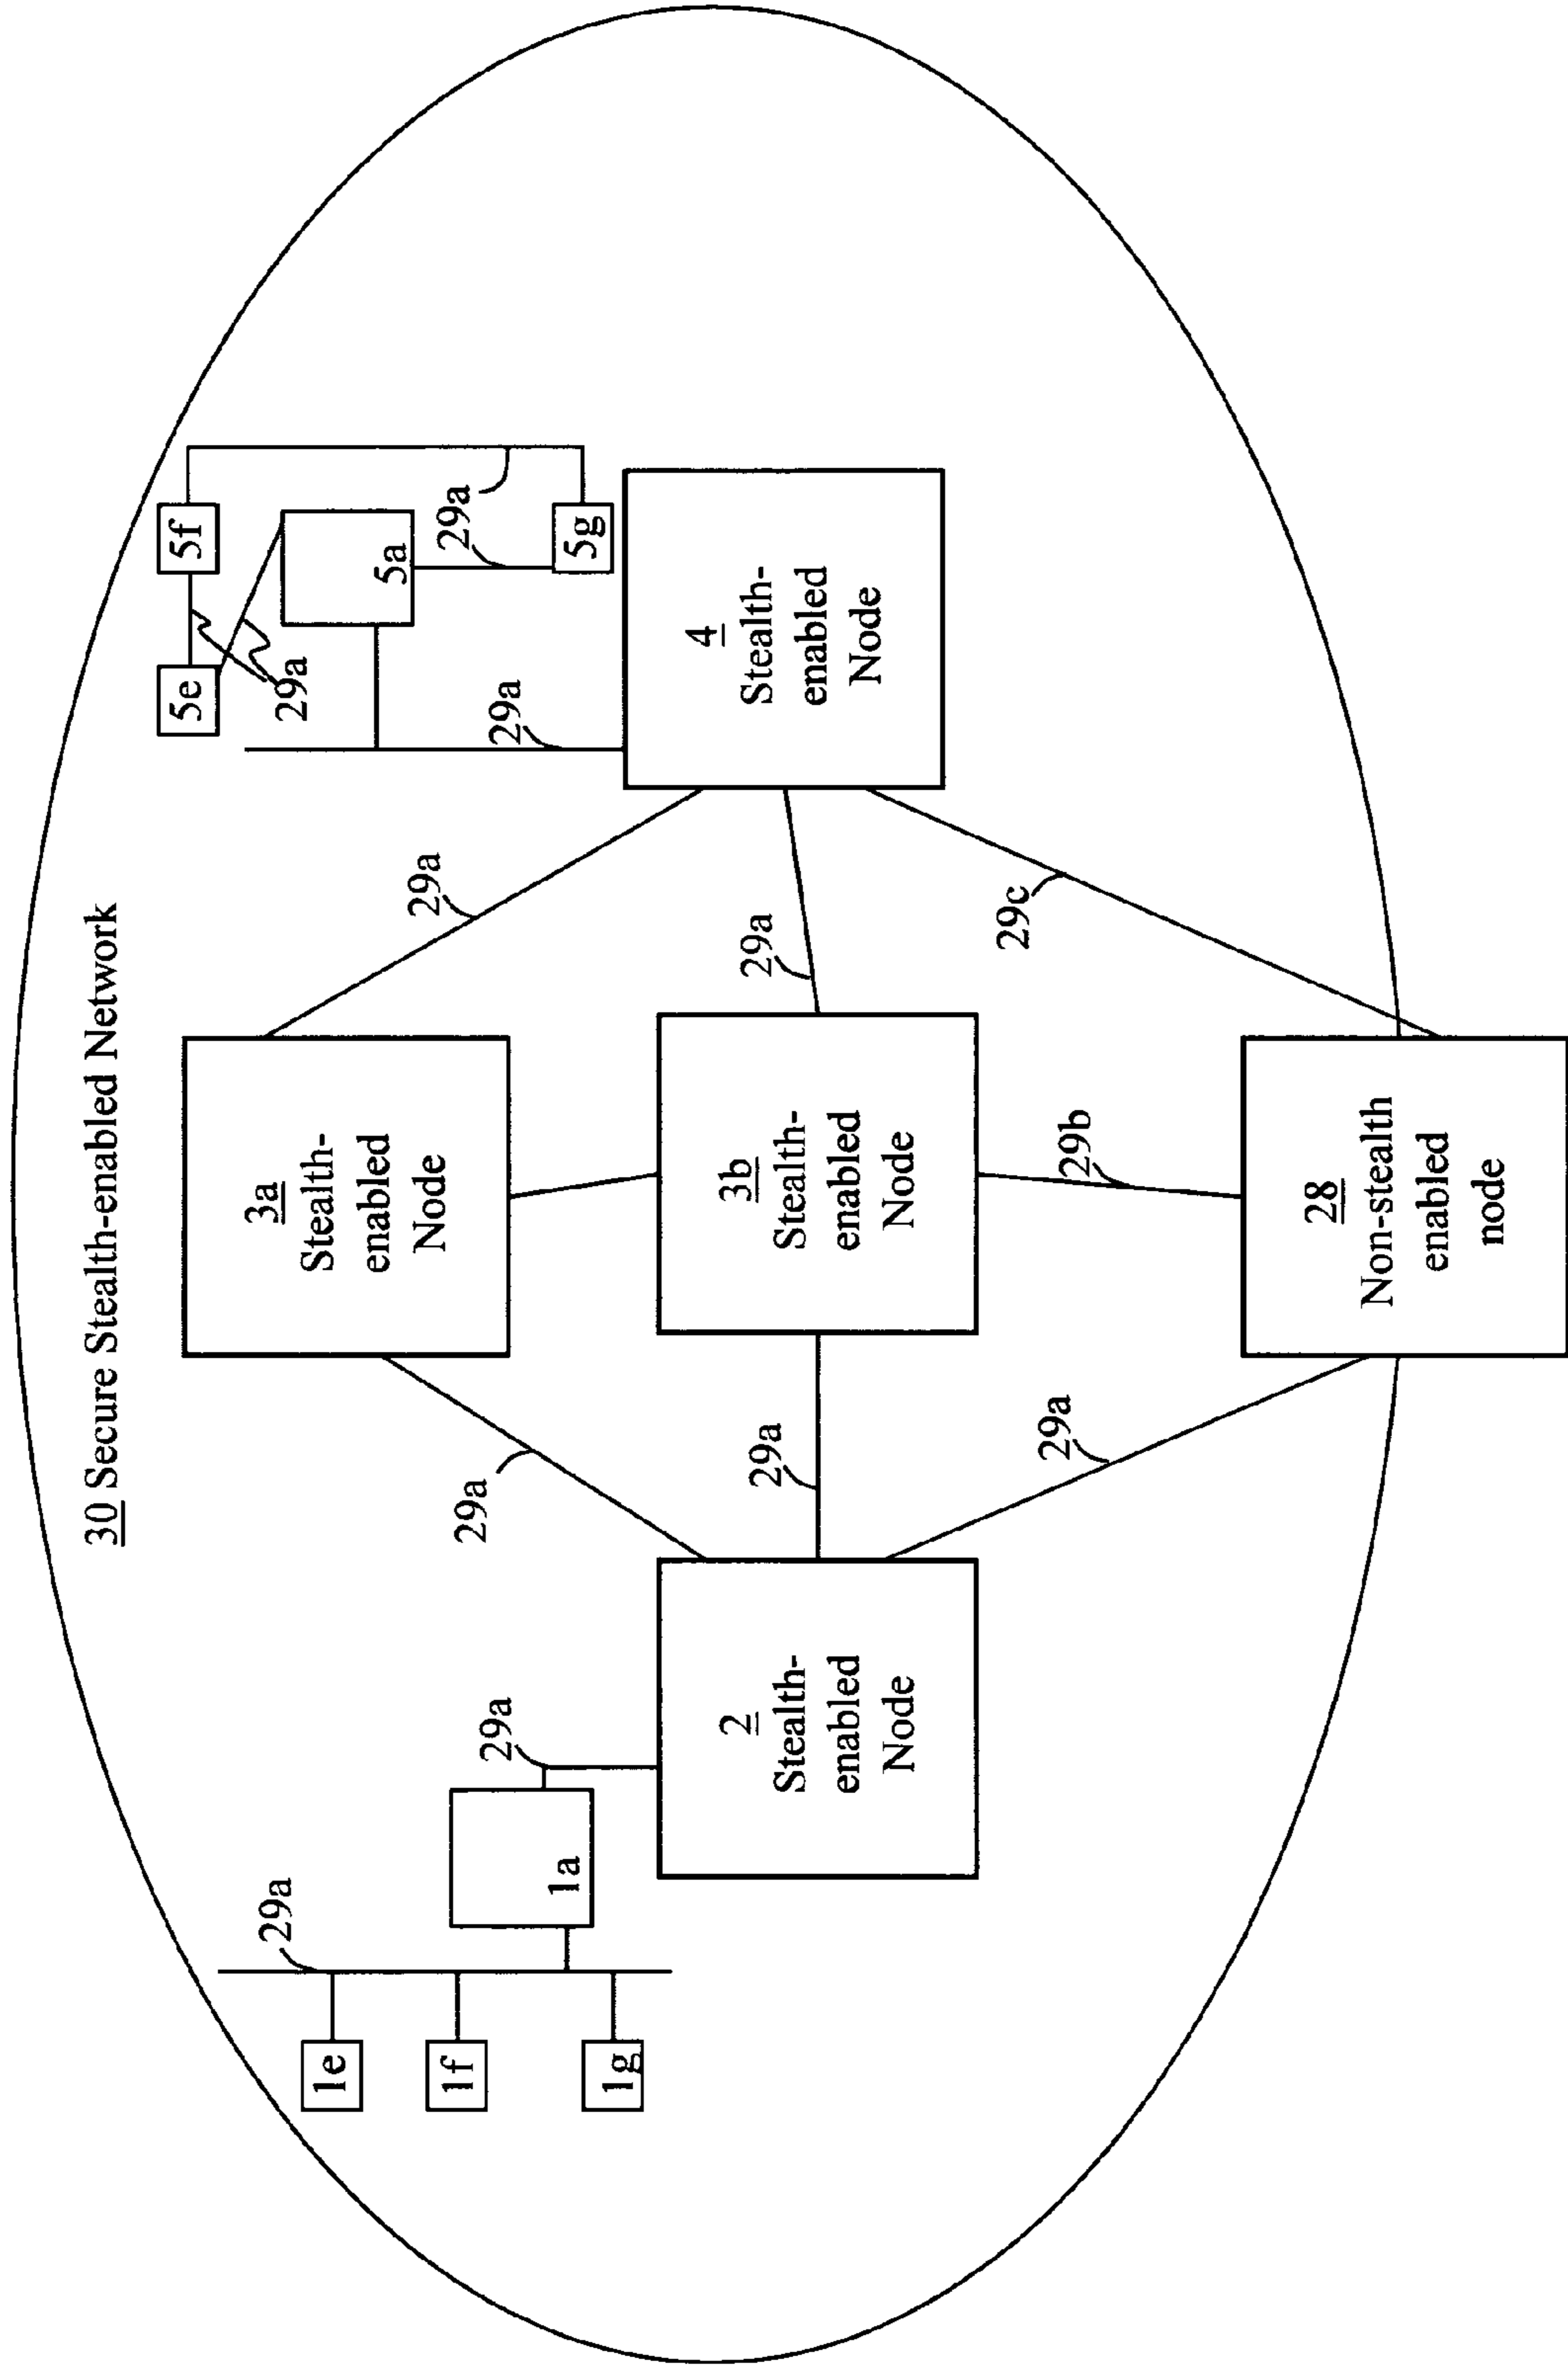 30 Secure Stealth-enabled Network
3a
Stealth-
enabled
Node
29a
29a
5e
5f
29a
5a
29a
5g
29a
4
Stealth-
enabled
Node
29a
1e
1f
1g
1a
29a
2
Stealth-
enabled
Node
29a
3b
Stealth-
enabled
Node
29a
29a
29b
29c
28
Non-stealth
enabled
node